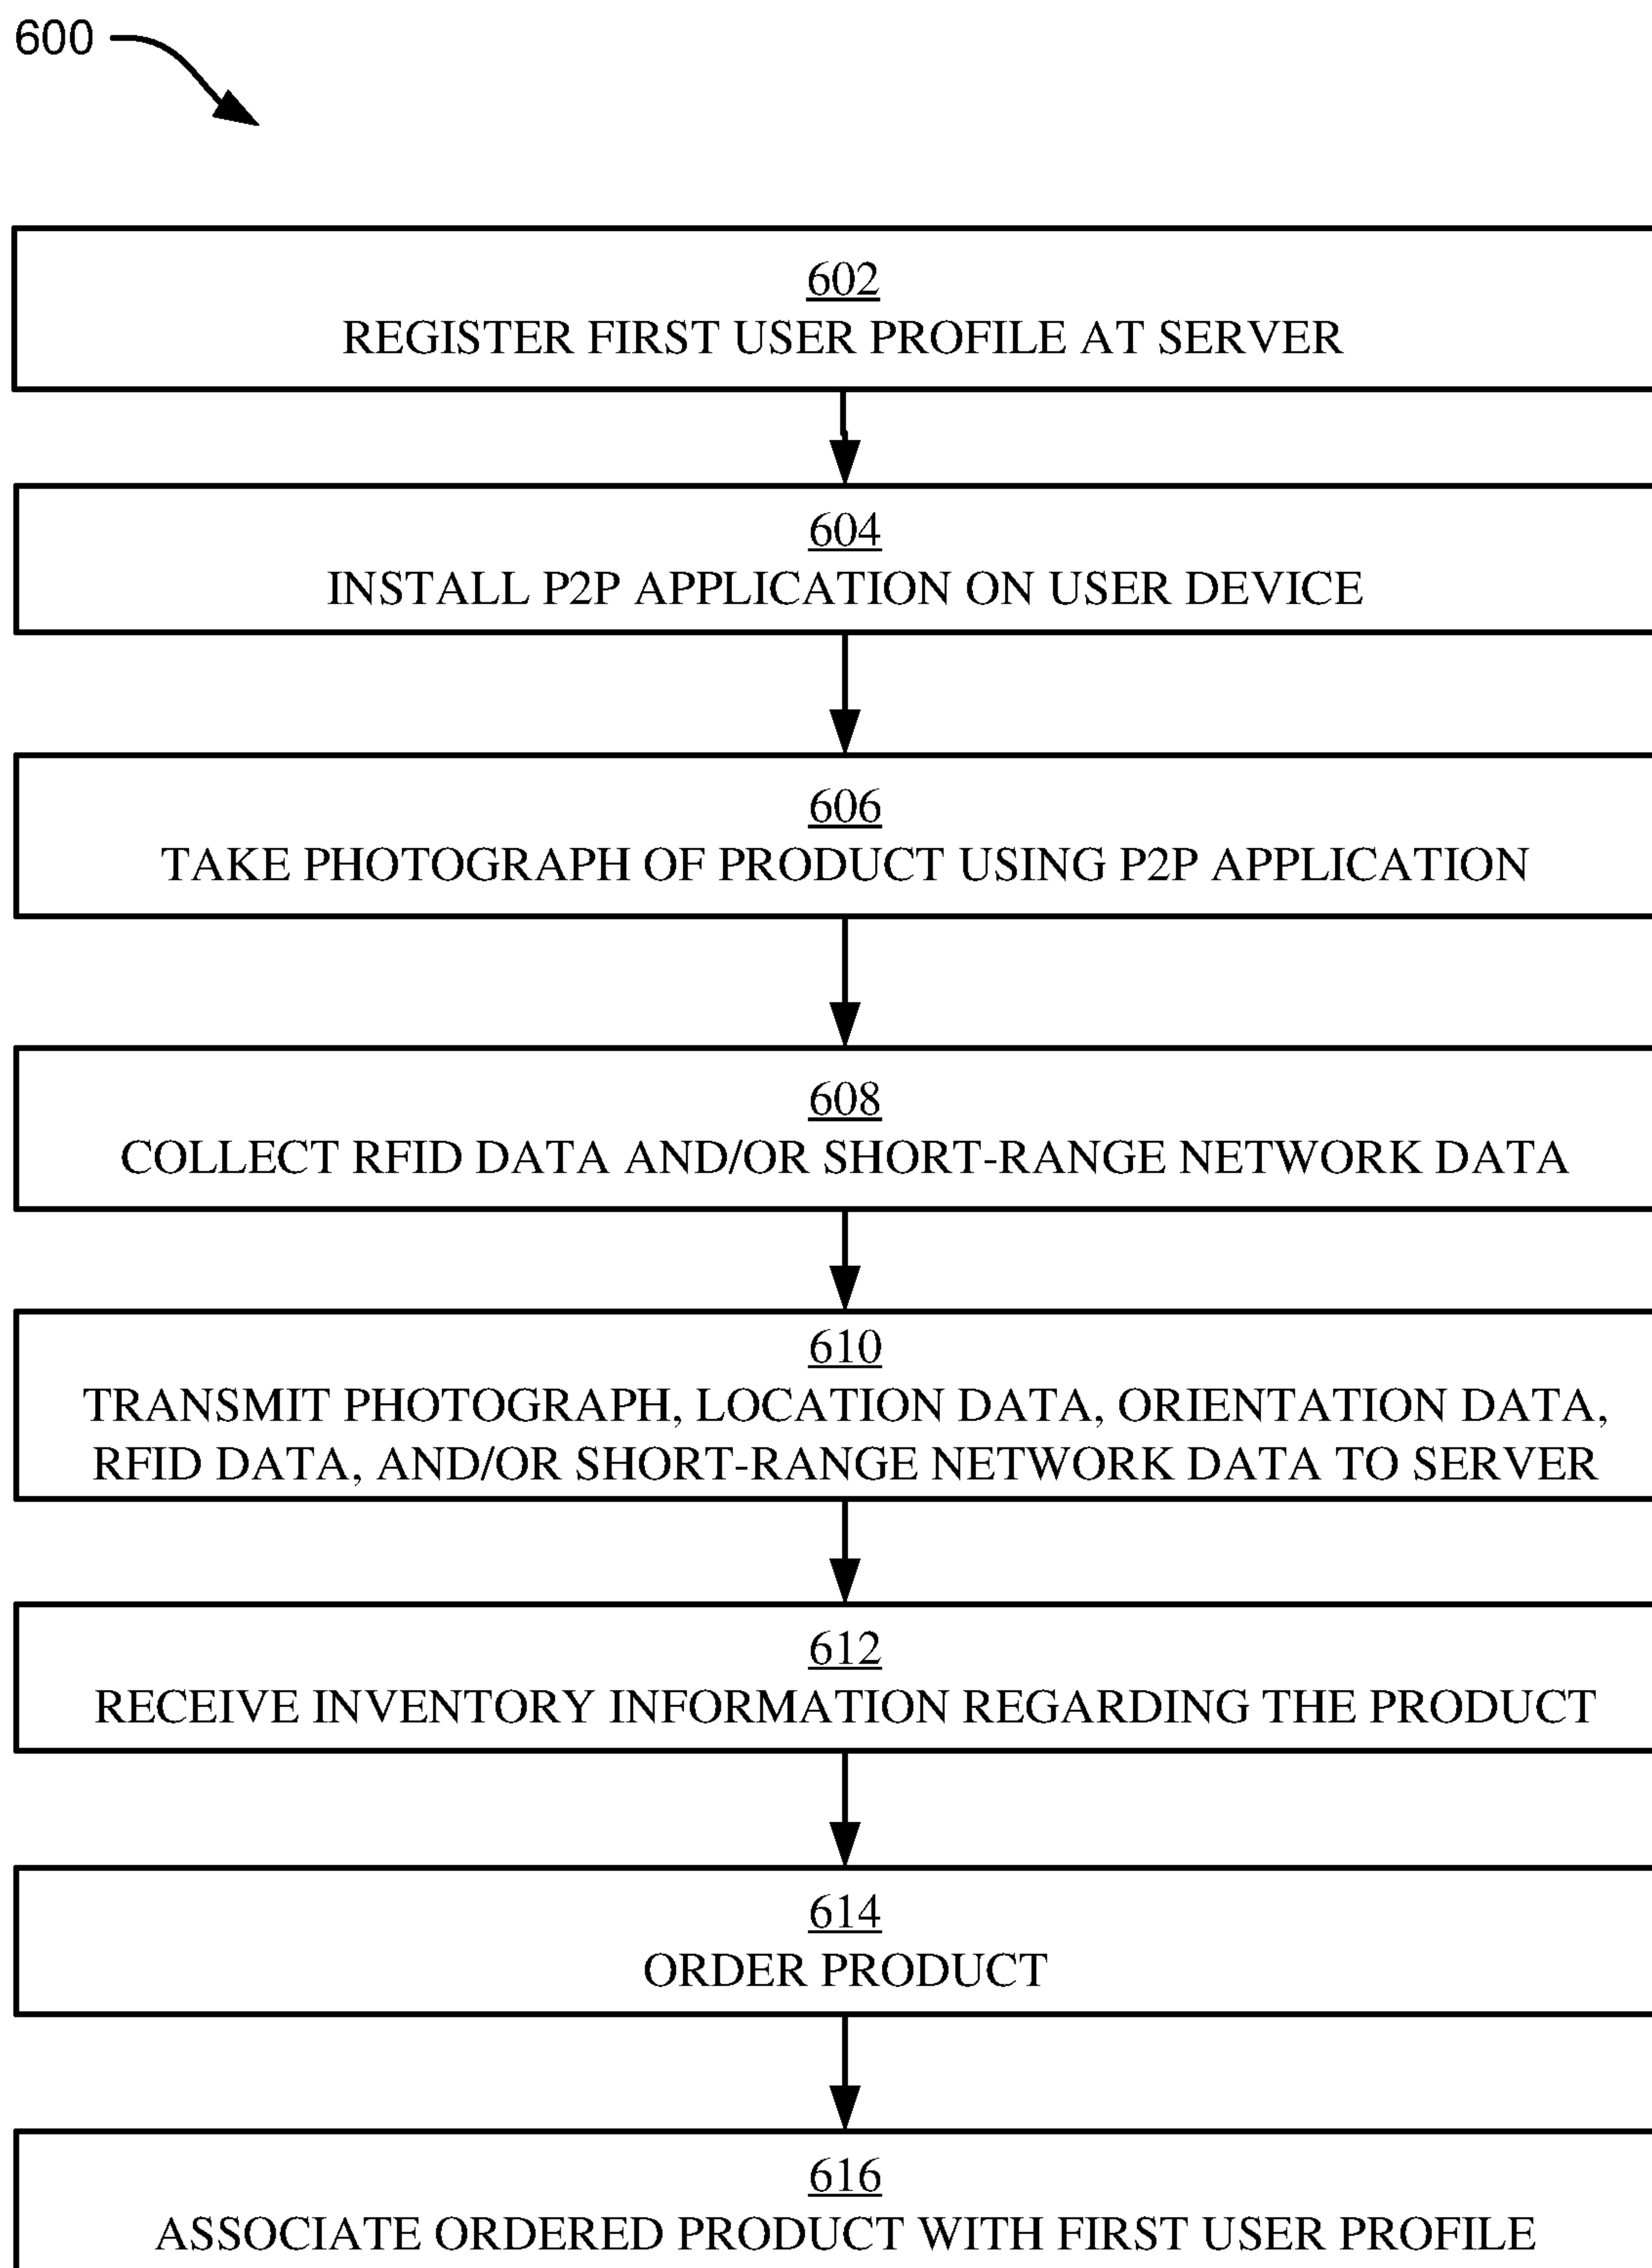 600
602
REGISTER FIRST USER PROFILE AT SERVER
604
INSTALL P2P APPLICATION ON USER DEVICE
606
TAKE PHOTOGRAPH OF PRODUCT USING P2P APPLICATION
608
COLLECT RFID DATA AND/OR SHORT-RANGE NETWORK DATA
610
TRANSMIT PHOTOGRAPH, LOCATION DATA, ORIENTATION DATA,
RFID DATA, AND/OR SHORT-RANGE NETWORK DATA TO SERVER
612
RECEIVE INVENTORY INFORMATION REGARDING THE PRODUCT
614
ORDER PRODUCT
616
ASSOCIATE ORDERED PRODUCT WITH FIRST USER PROFILE